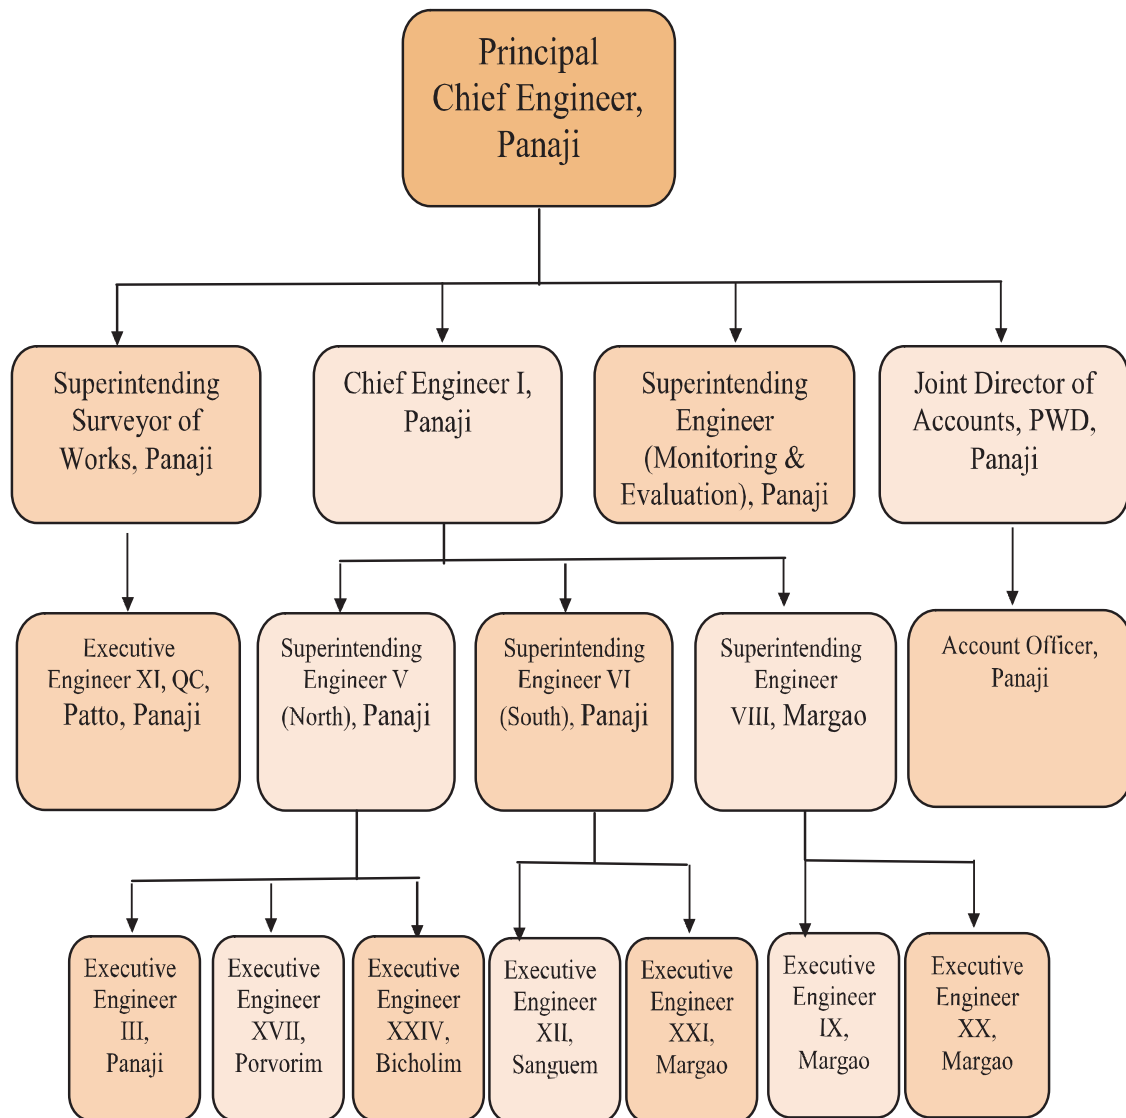 Principal
Chief Engineer,
Panaji
Superintending
Surveyor of
Works, Panaji
Chief Engineer I,
Panaji
Superintending
Engineer
(Monitoring &
Evaluation), Panaji
Joint Director of
Accounts, PWD,
Panaji
Executive
Engineer XI, QC,
Patto, Panaji
Superintending
Engineer V
(North), Panaji
Superintending
Engineer VI
(South), Panaji
Superintending
Engineer
VIII, Margao
Account Officer,
Panaji
Executive
Engineer
III,
Panaji
Executive
Engineer
XVII,
Porvorim
Executive
Engineer
XXIV,
Bicholim
Executive
Engineer
XII,
Sanguem
Executive
Engineer
XXI,
Margao
Executive
Engineer
IX,
Margao
Executive
Engineer
XX,
Margao